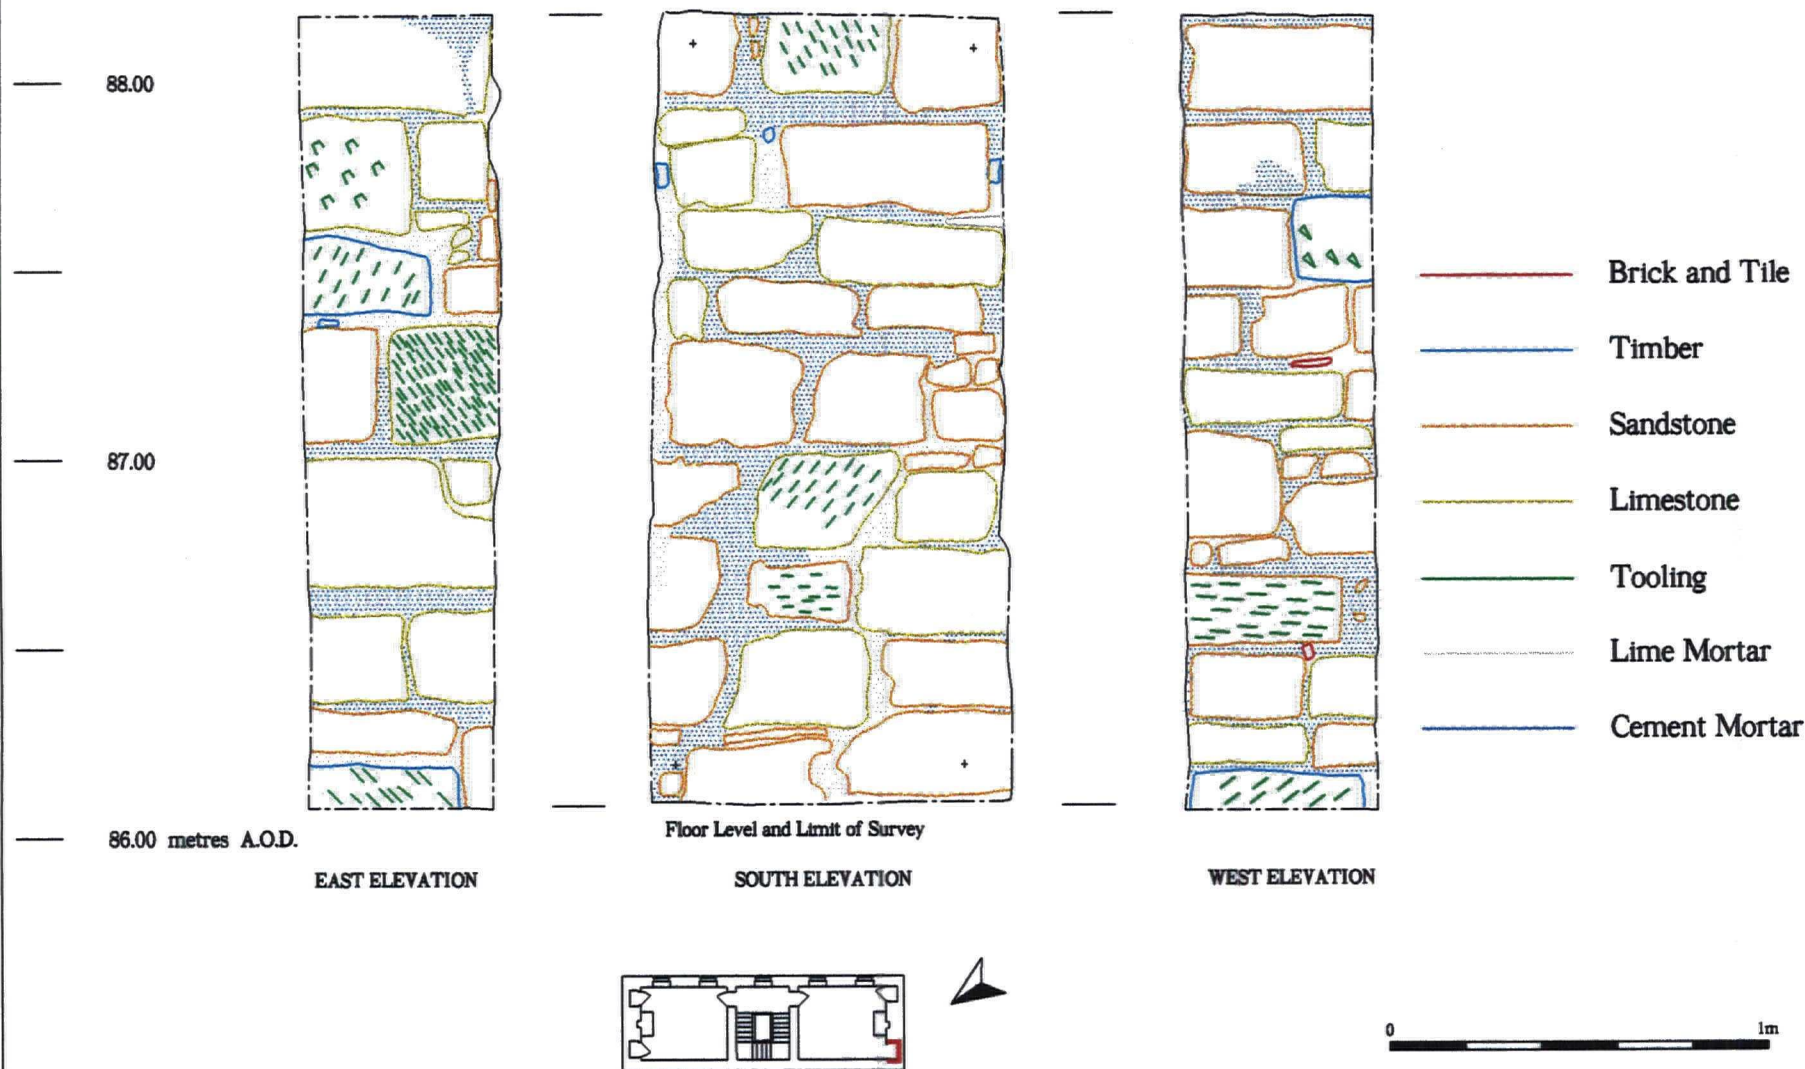 88.00
87.00
86.00 metres A.O.D.
Floor Level and Limit of Survey
EAST ELEVATION
SOUTH ELEVATION
WEST ELEVATION
Brick and Tile
Timber
Sandstone
Limestone
Tooling
Lime Mortar
Cement Mortar
0 1m